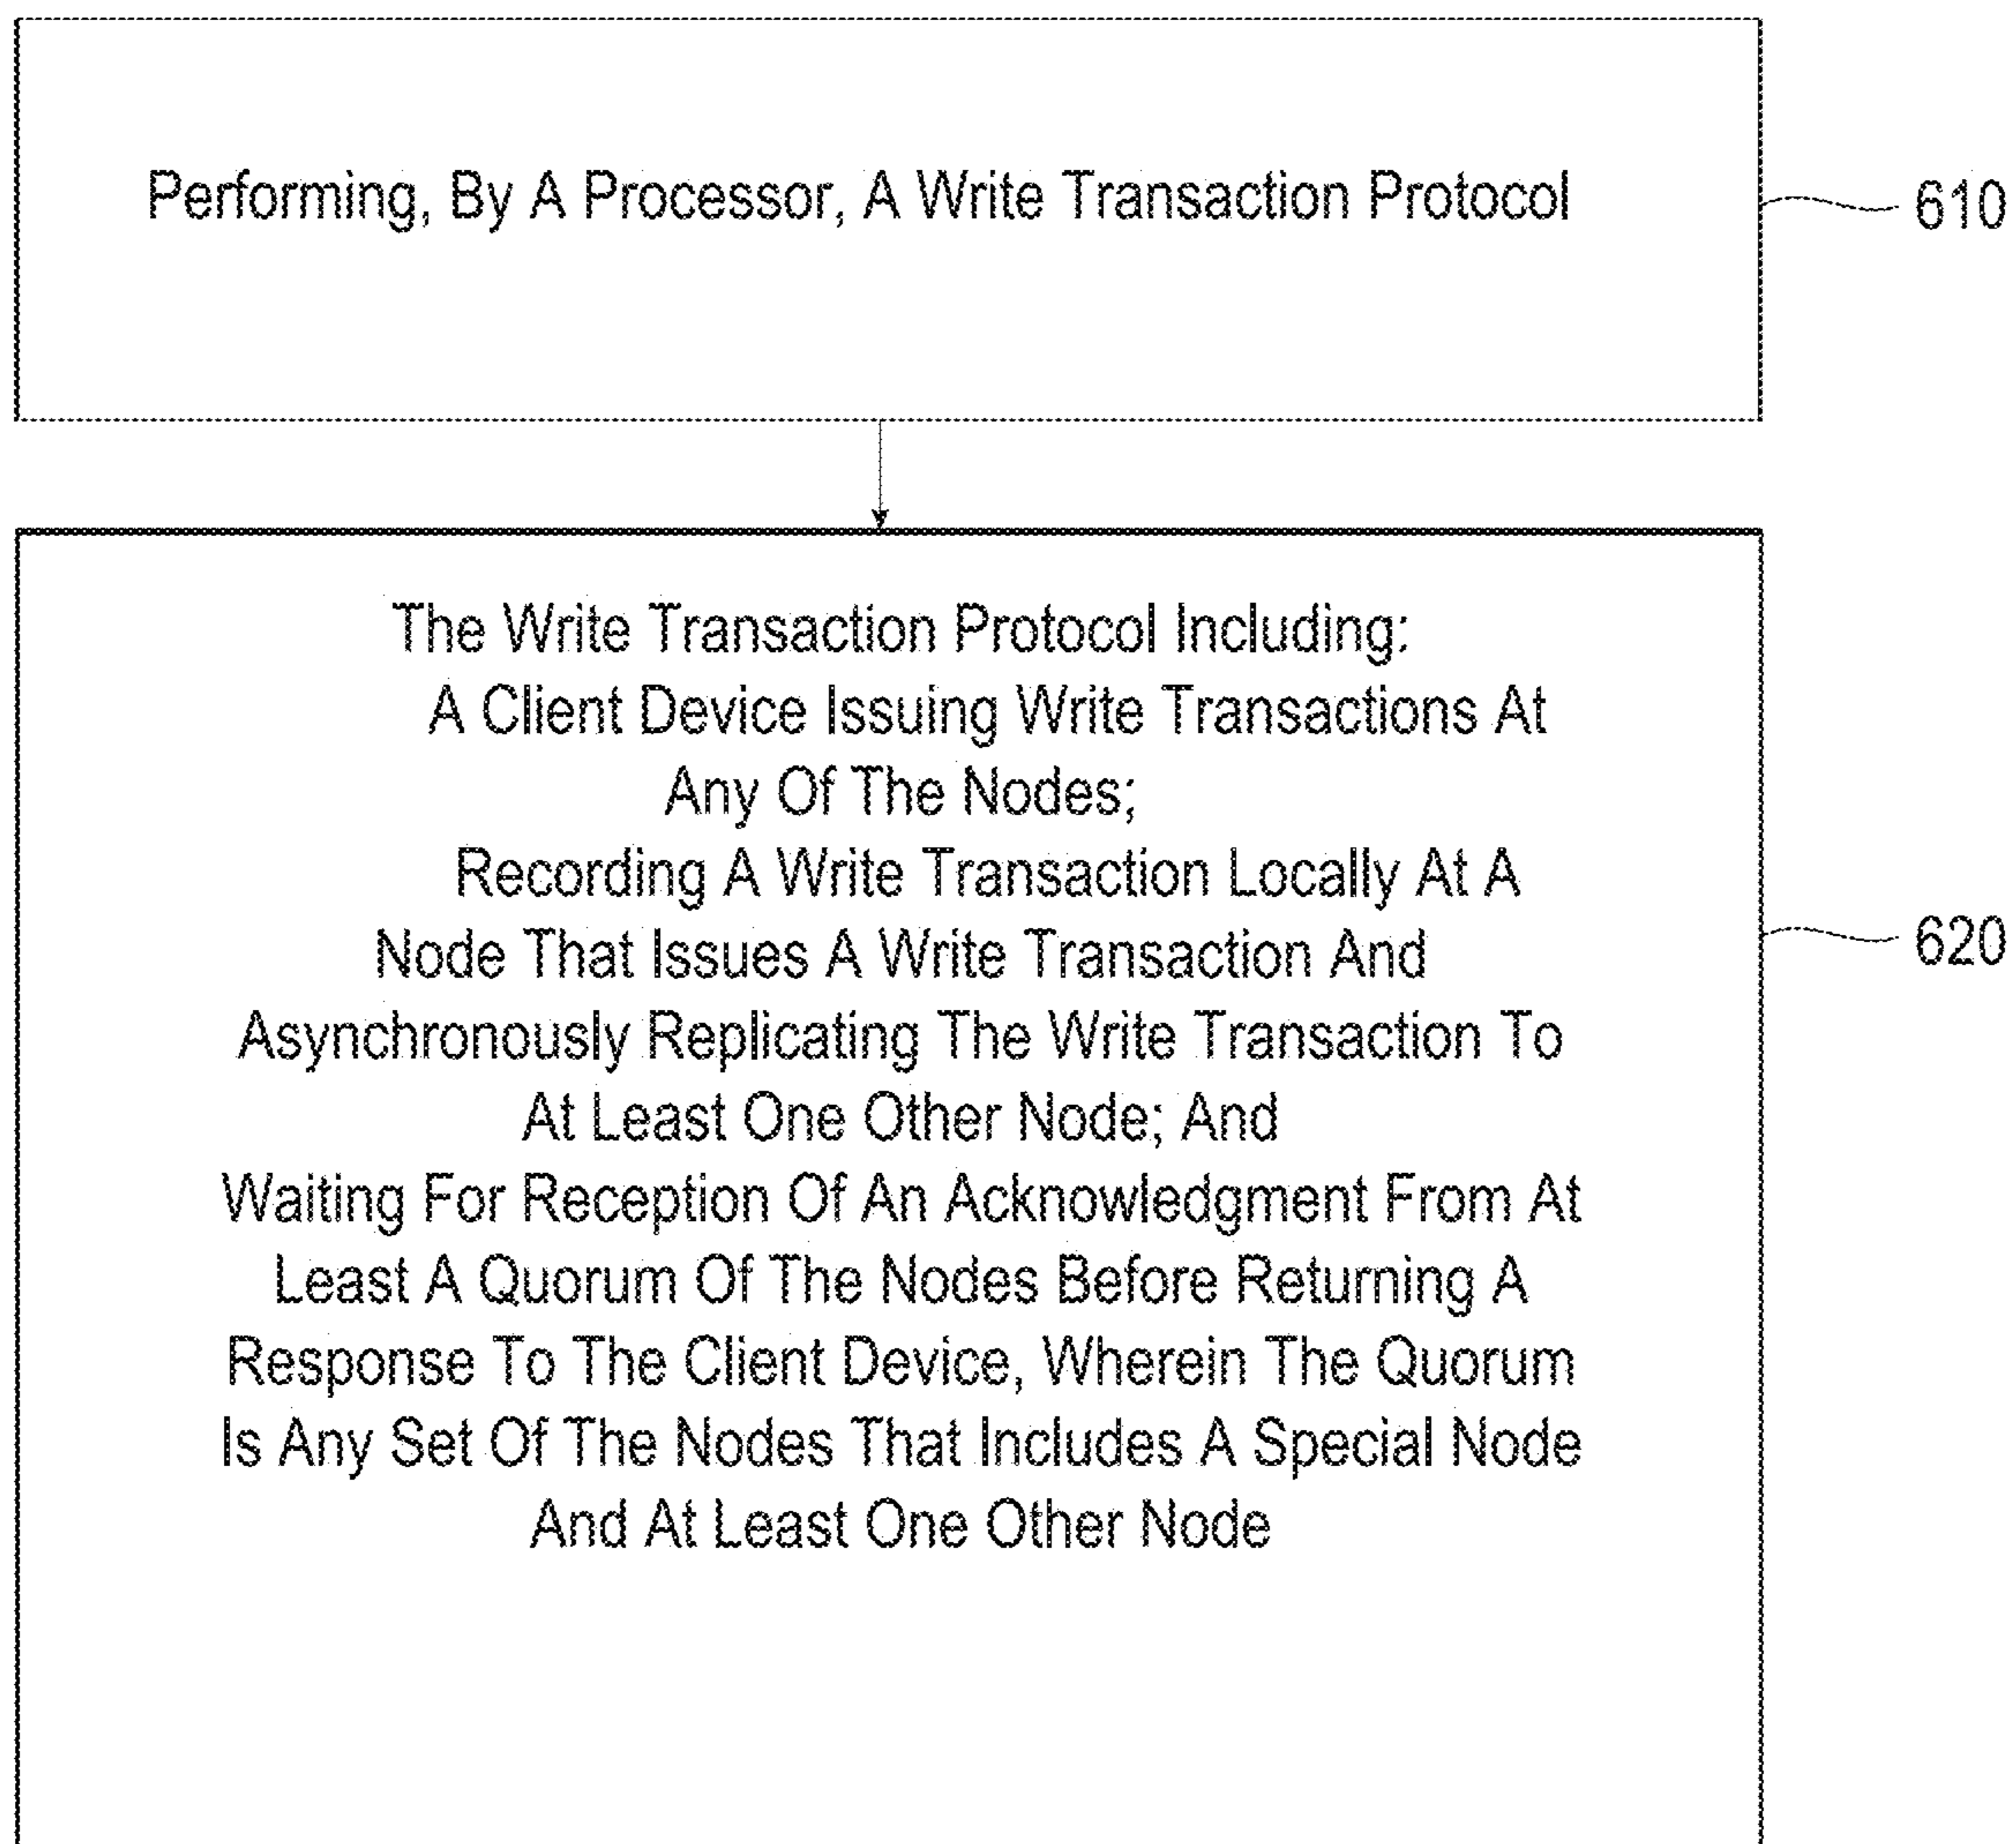 Performing, By A Processor, A Write Transaction Protocol
610
The Write Transaction Protocol Including:
A Client Device Issuing Write Transactions At
Any Of The Nodes;
Recording A Write Transaction Locally At A
Node That Issues A Write Transaction And
Asynchronously Replicating The Write Transaction To
At Least One Other Node; And
Waiting For Reception Of An Acknowledgment From At
Least A Quorum Of The Nodes Before Returning A
Response To The Client Device, Wherein The Quorum
Is Any Set Of The Nodes That Includes A Special Node
And At Least One Other Node
620